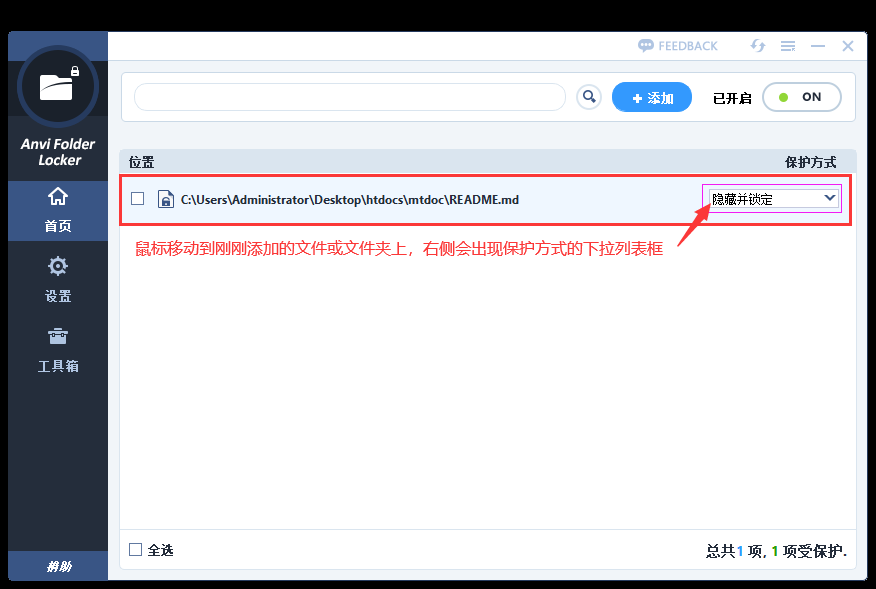 FEEDBACK
Anvi Folder
Locker
添加
已开启
ON
位置
保护方式
首页
C:\Users\Administrator\Desktop\htdocs\mtdoc\README.md
隐藏并锁定
鼠标移动到刚刚添加的文件或文件夹上，右侧会出现保护方式的下拉列表框
设置
工具箱
全选
总共1 项, 1 项受保护.
捐助